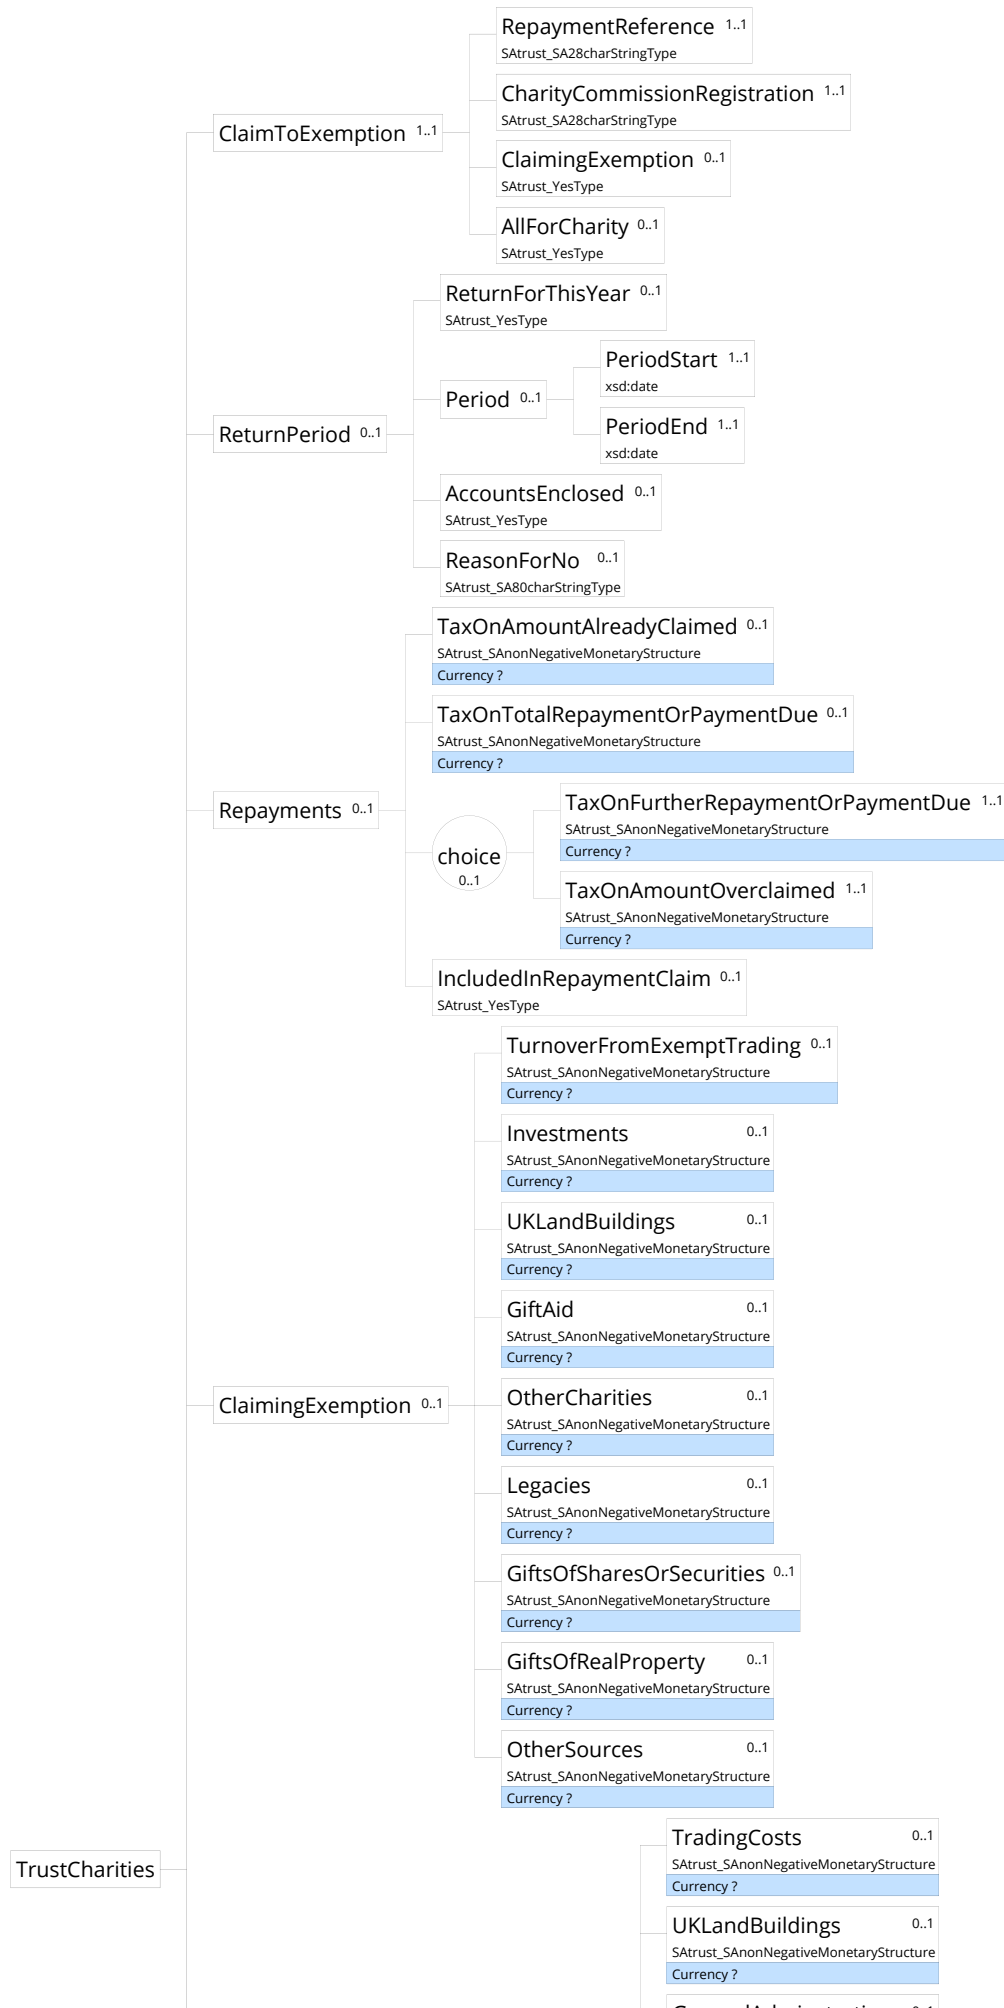 RepaymentReference 1..1
SAtrust_SA28charStringType
CharityCommissionRegistration 1..1
SAtrust_SA28charStringType
ClaimToExemption 1..1
ClaimingExemption 0..1
SAtrust_YesType
AllForCharity 0..1
SAtrust_YesType
ReturnForThisYear 0..1
SAtrust_YesType
PeriodStart 1..1
xsd:date
Period 0..1
PeriodEnd 1..1
xsd:date
ReturnPeriod 0..1
AccountsEnclosed 0..1
SAtrust_YesType
ReasonForNo 0..1
SAtrust_SA80charStringType
TaxOnAmountAlreadyClaimed 0..1
SAtrust_SAnonNegativeMonetaryStructure
Currency ?
TaxOnTotalRepaymentOrPaymentDue 0..1
SAtrust_SAnonNegativeMonetaryStructure
Currency ?
Repayments 0..1
TaxOnFurtherRepaymentOrPaymentDue 1..1
SAtrust_SAnonNegativeMonetaryStructure
Currency ?
choice
0..1
TaxOnAmountOverclaimed 1..1
SAtrust_SAnonNegativeMonetaryStructure
Currency ?
IncludedInRepaymentClaim 0..1
SAtrust_YesType
TurnoverFromExemptTrading 0..1
SAtrust_SAnonNegativeMonetaryStructure
Currency ?
Investments 0..1
SAtrust_SAnonNegativeMonetaryStructure
Currency ?
UKLandBuildings 0..1
SAtrust_SAnonNegativeMonetaryStructure
Currency ?
GiftAid 0..1
SAtrust_SAnonNegativeMonetaryStructure
Currency ?
ClaimingExemption 0..1
OtherCharities 0..1
SAtrust_SAnonNegativeMonetaryStructure
Currency ?
Legacies 0..1
SAtrust_SAnonNegativeMonetaryStructure
Currency ?
GiftsOfSharesOrSecurities 0..1
SAtrust_SAnonNegativeMonetaryStructure
Currency ?
GiftsOfRealProperty 0..1
SAtrust_SAnonNegativeMonetaryStructure
Currency ?
OtherSources 0..1
SAtrust_SAnonNegativeMonetaryStructure
Currency ?
TradingCosts 0..1
SAtrust_SAnonNegativeMonetaryStructure
Currency ?
TrustCharities
UKLandBuildings 0..1
SAtrust_SAnonNegativeMonetaryStructure
Currency ?